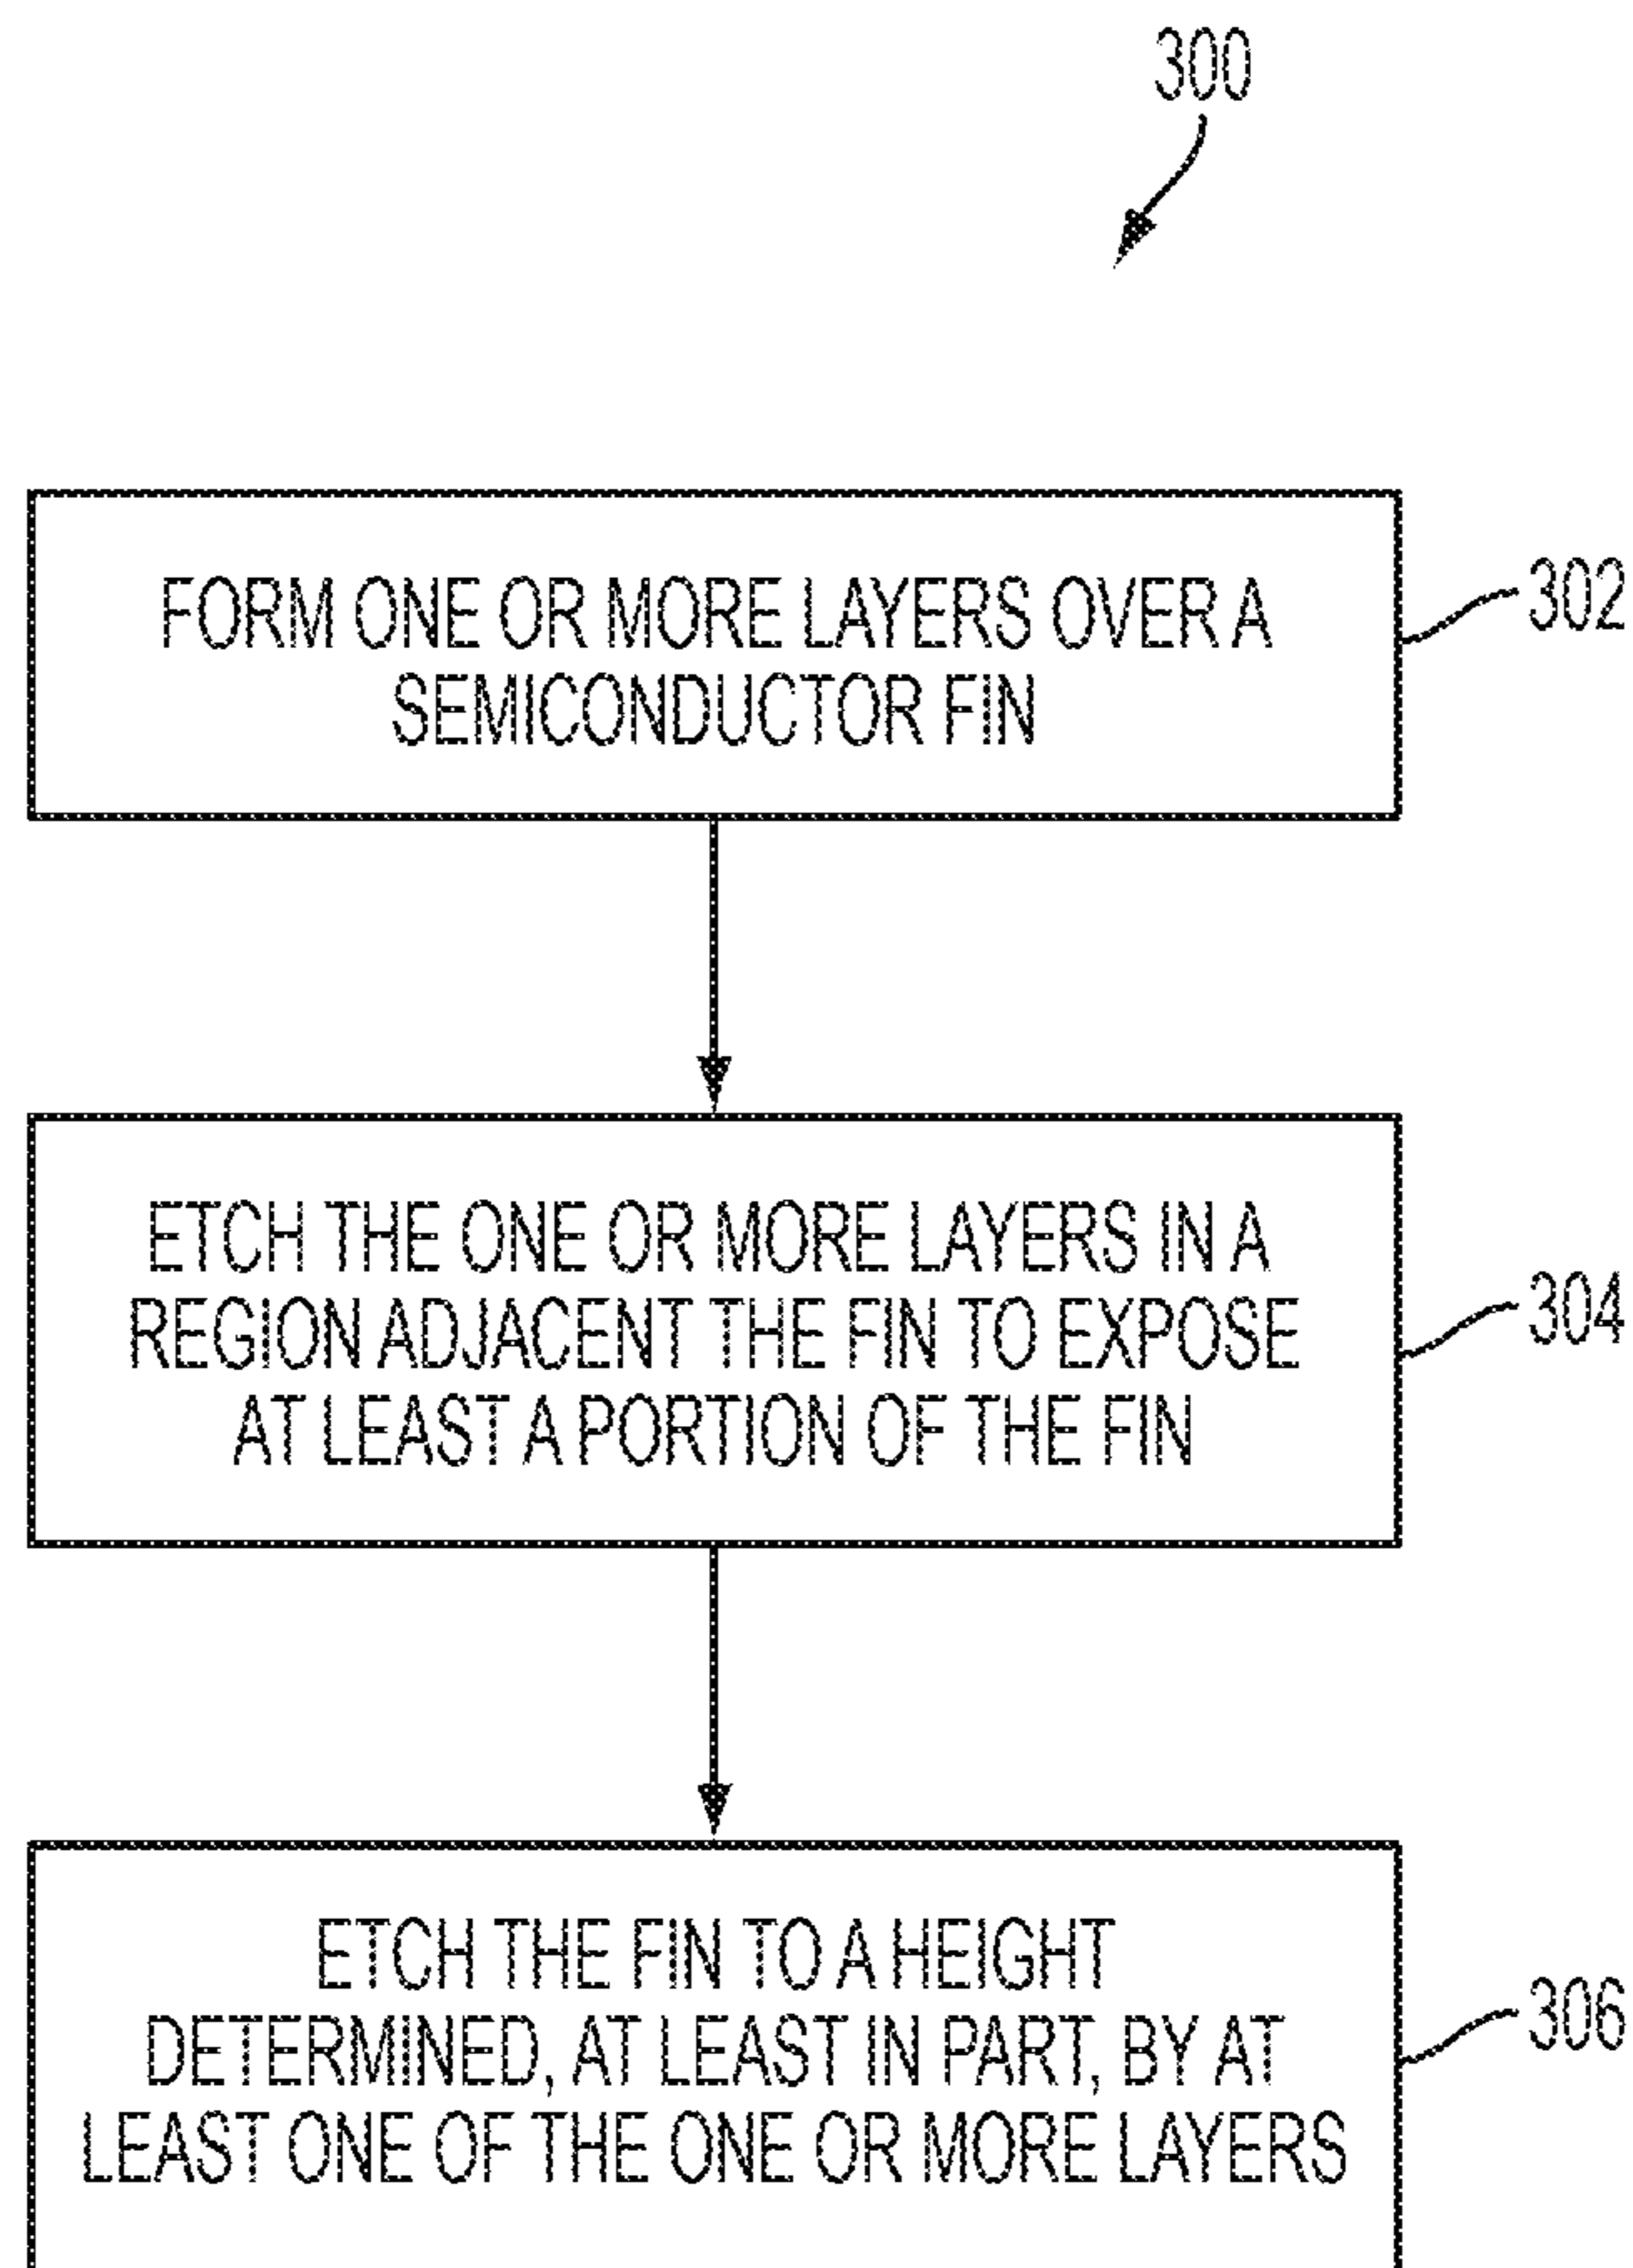 300
FORM ONE OR MORE LAYERS OVER A
SEMICONDUCTOR FIN
302
ETCH THE ONE OR MORE LAYERS IN A
REGION ADJACENT THE FIN TO EXPOSE
AT LEAST A PORTION OF THE FIN
304
ETCH THE FIN TO A HEIGHT
DETERMINED, AT LEAST IN PART, BY AT
LEAST ONE OF THE ONE OR MORE LAYERS
306